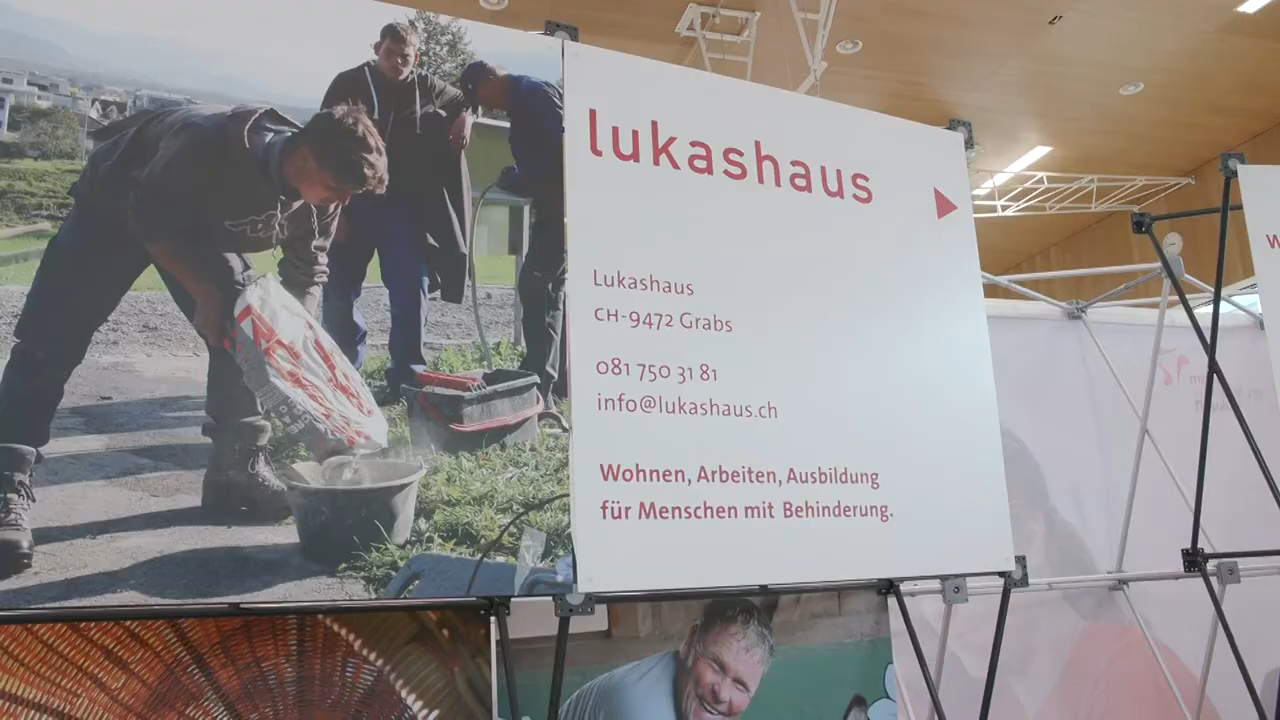 lukashaus
Lukashaus
CH-9472 Grabs
081 750 31 81
info@lukashaus.ch
Wohnen, Arbeiten, Ausbildung
für Menschen mit Behinderung.